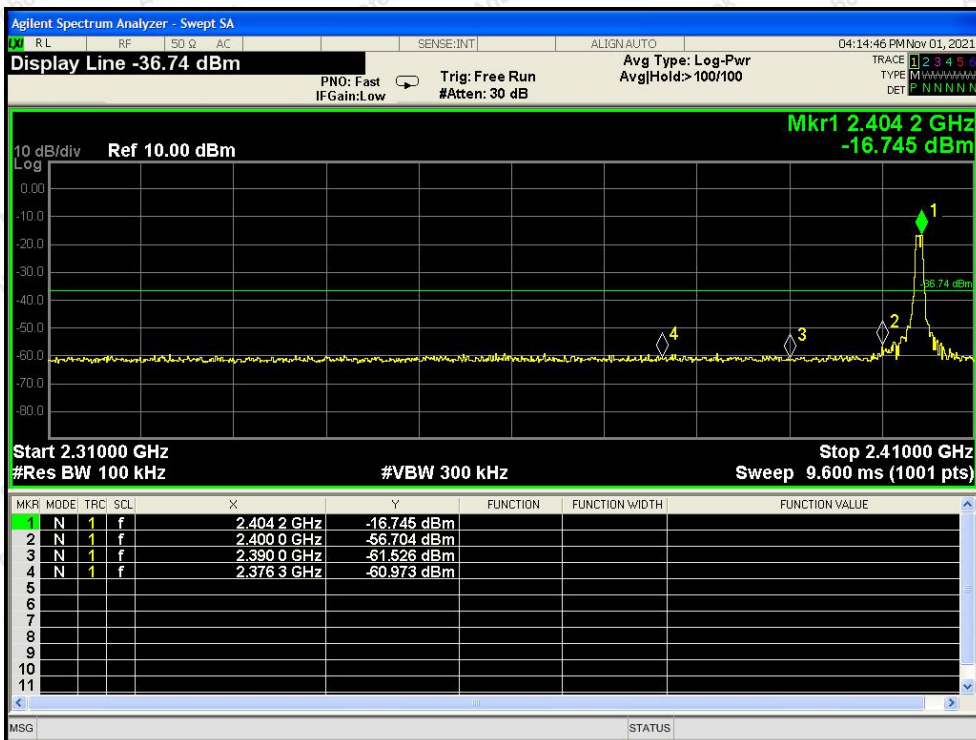 Agilent Spectrum Analyzer - Swept SA
LXI RL RF 50 Ω AC SENSE:INT ALIGN AUTO 04:14:46 PM Nov 01, 2021
Display Line -36.74 dBm
PNO: Fast
IFGain:Low
Trig: Free Run
#Atten: 30 dB
Avg Type: Log-Pwr
Avg|Hold:>100/100
TRACE 1 2 3 4 5 6
TYPE MWWWWW
DET P N N N N N
Mkr1 2.404 2 GHz
-16.745 dBm
10 dB/div Ref 10.00 dBm
Log
0.00
-10.0
-20.0
-30.0
-40.0
-50.0
-60.0
-70.0
-80.0
1
-36.74 dBm
2
3
4
Start 2.31000 GHz Stop 2.41000 GHz
#Res BW 100 kHz #VBW 300 kHz Sweep 9.600 ms (1001 pts)
MKR MODE TRC SCL X Y FUNCTION FUNCTION WIDTH FUNCTION VALUE
1 N 1 f 2.404 2 GHz -16.745 dBm
2 N 1 f 2.400 0 GHz -56.704 dBm
3 N 1 f 2.390 0 GHz -61.526 dBm
4 N 1 f 2.376 3 GHz -60.973 dBm
5
6
7
8
9
10
11
MSG STATUS